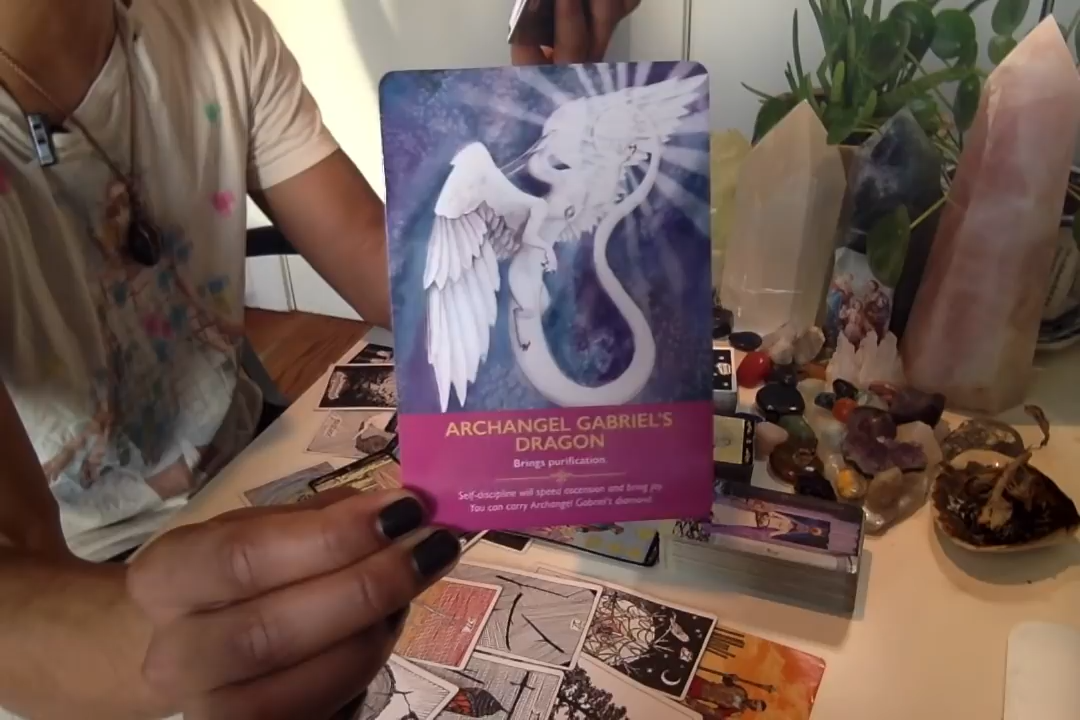 ARCHANGEL GABRIEL'S
DRAGON
Brings purification.
Self-discipline will speed ascension and bring joy.
You can carry Archangel Gabriel's diamond.